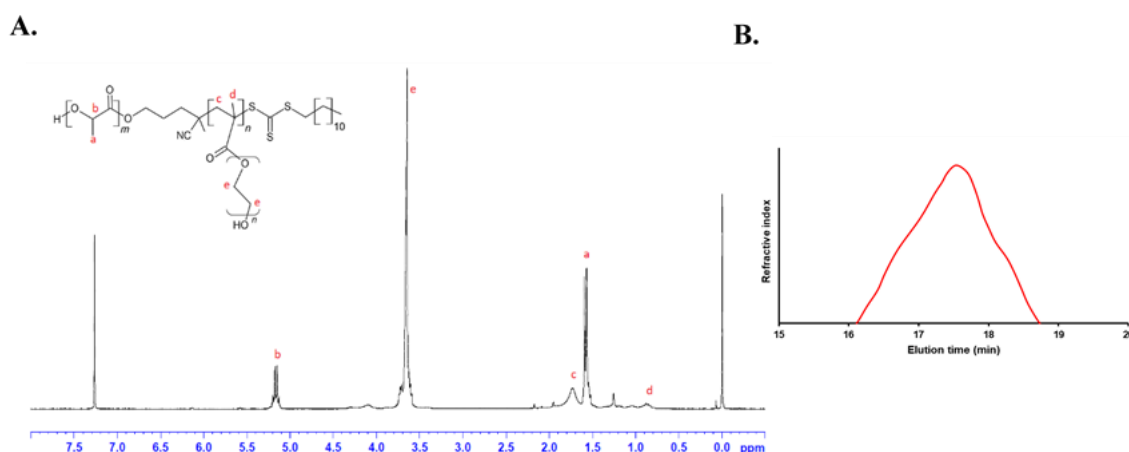 A.
B.
H
O
b
O
m
a
O
NC
c
d
n
S
S
S
10
O
O
e
e
HO
n
e
b
a
c
d
7.5 7.0 6.5 6.0 5.5 5.0 4.5 4.0 3.5 3.0 2.5 2.0 1.5 1.0 0.5 0.0 ppm
Refractive index
15 16 17 18 19 20
Elution time (min)